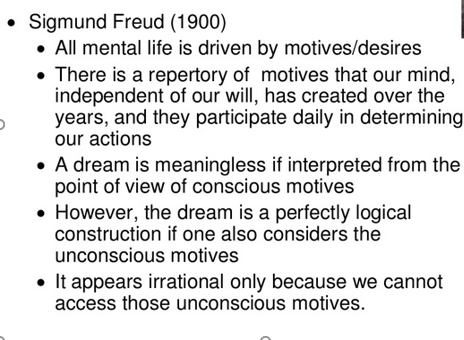 • Sigmund Freud (1900)
• All mental life is driven by motives/desires
• There is a repertory of motives that our mind,
independent of our will, has created over the
years, and they participate daily in determining
our actions
• A dream is meaningless if interpreted from the
point of view of conscious motives
• However, the dream is a perfectly logical
construction if one also considers the
unconscious motives
• It appears irrational only because we cannot
access those unconscious motives.